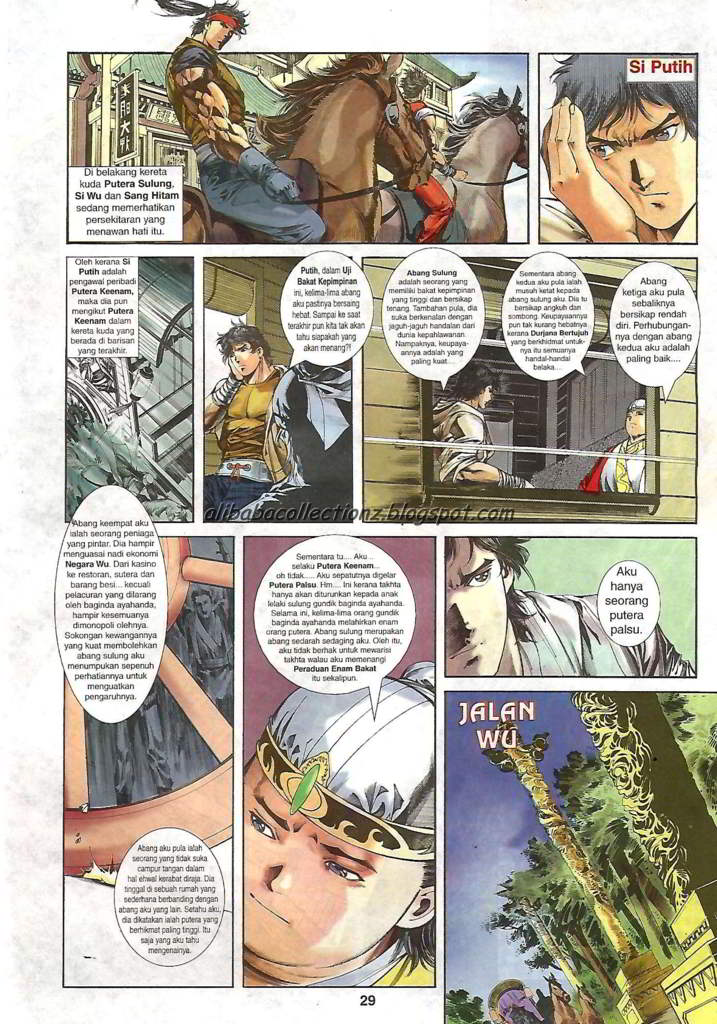 Di belakang kereta
kuda Putera Sulung,
Si Wu dan Sang Hitam
sedang memerhatikan
persekitaran yang
menawan hati itu.
Si Putih
Oleh kerana Si
Putih adalah
pengawal peribadi
Putera Keenam,
maka dia pun
mengikut Putera
Keenam dalam
kereta kuda yang
berada di barisan
yang terakhir.
Putih, dalam Uji
Bakat Kepimpinan
ini, kelima-lima abang
aku pastinya bersaing
hebat. Sampai ke saat
terakhir pun kita tak akan
tahu siapakah yang
akan menang?!
Abang Sulung
adalah seorang yang
memiliki bakat kepimpinan
yang tinggi dan bersikap
tenang. Tambahan pula, dia
suka berkenalan dengan
jaguh-jaguh handalan dari
dunia kepahlawanan.
Nampaknya, keupaya-
annya adalah yang
paling kuat....
Sementara abang
kedua aku pula ialah
musuh ketat kepada
abang sulung aku. Dia tu
bersikap angkuh dan
sombong. Keupayaannya
pun tak kurang hebatnya
kerana Durjana Bertujuh
yang berkhidmat untuk-
nya itu semuanya
handal-handal
belaka....
Abang
ketiga aku pula
sebaliknya
bersikap rendah
diri. Perhubungan-
nya dengan abang
kedua aku adalah
paling baik....
alibabacollectionz.blogspot.com
Abang keempat aku
ialah seorang peniaga
yang pintar. Dia hampir
menguasai nadi ekonomi
Negara Wu. Dari kasino
ke restoran, sutera dan
barang besi... kecuali
pelacuran yang dilarang
oleh baginda ayahanda,
hampir kesemuanya
dimonopoli olehnya.
Sokongan kewangannya
yang kuat membolehkan
abang sulung aku
menumpukan sepenuh
perhatiannya untuk
menguatkan
pengaruhnya.
Abang aku pula ialah
seorang yang tidak suka
campur tangan dalam
hal ehwal kerabat diraja. Dia
tinggal di sebuah rumah yang
sederhana berbanding dengan
abang aku yang lain. Setahu aku,
dia dikatakan ialah putera yang
berhikmat paling tinggi. Itu
saja yang aku tahu
mengenainya.
Sementara tu.... Aku...
selaku Putera Keenam...
oh tidak..... Aku sepatutnya digelar
Putera Palsu. Hm.... Ini kerana takhta
hanya akan diturunkan kepada anak
lelaki sulung gundik baginda ayahanda.
Selama ini, kelima-lima orang gundik
baginda ayahanda melahirkan enam
orang putera. Abang sulung merupakan
abang sedarah sedaging aku. Oleh itu,
aku tidak berhak untuk mewarisi
takhta walau aku memenangi
Peraduan Enam Bakat
itu sekalipun.
Aku
hanya
seorang
putera
palsu.
JALAN
WU
29